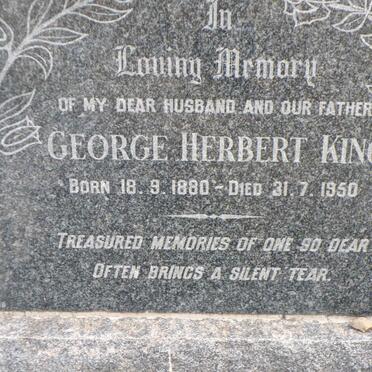 In
Loving Memory
OF MY DEAR HUSBAND AND OUR FATHER
GEORGE HERBERT KING
BORN 18. 9. 1880 - DIED 31. 7. 1950
TREASURED MEMORIES OF ONE SO DEAR
OFTEN BRINGS A SILENT TEAR.